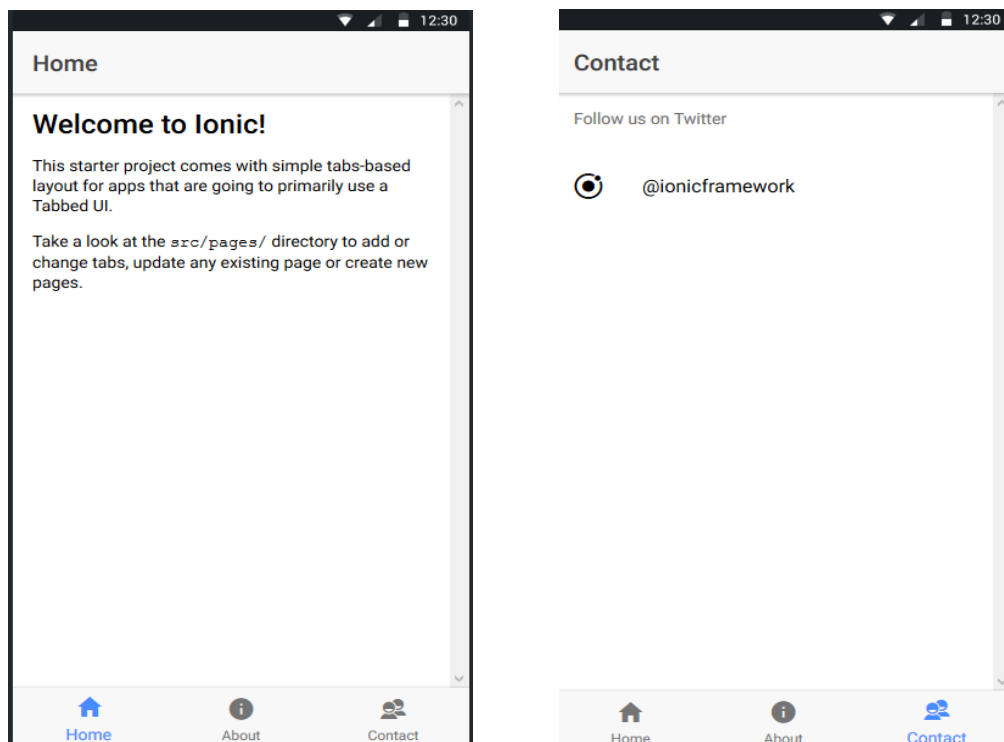 12:30
Home
Welcome to Ionic!
This starter project comes with simple tabs-based
layout for apps that are going to primarily use a
Tabbed UI.
Take a look at the src/pages/ directory to add or
change tabs, update any existing page or create new
pages.
Home About Contact
12:30
Contact
Follow us on Twitter
@ionicframework
Home About Contact